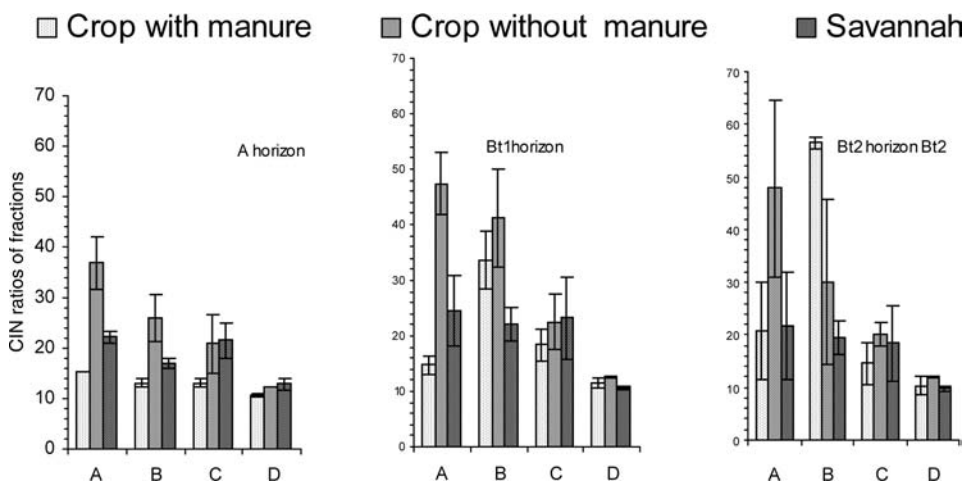 Crop with manure
Crop without manure
Savannah
CIN ratios of fractions
70
60
50
40
30
20
10
0
A horizon
A
B
C
D
70
60
50
40
30
20
10
0
Bt1horizon
A
B
C
D
70
60
50
40
30
20
10
0
Bt2 horizon Bt2
A
B
C
D